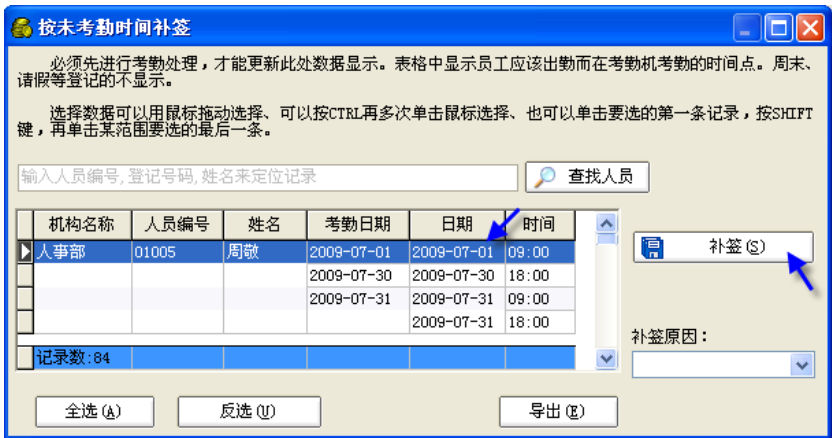 按未考勤时间补签
必须先进行考勤处理，才能更新此处数据显示。表格中显示员工应该出勤而在考勤机考勤的时间点。周末、
请假等登记的不显示。
选择数据可以用鼠标拖动选择、可以按CTRL再多次单击鼠标选择、也可以单击要选的第一条记录，按SHIFT
键，再单击某范围要选的最后一条。
输入人员编号,登记号码,姓名来定位记录 查找人员
机构名称 人员编号 姓名 考勤日期 日期 时间
人事部 01005 周敬 2009-07-01 2009-07-01 09:00
2009-07-30 2009-07-30 18:00
2009-07-31 2009-07-31 09:00
2009-07-31 18:00
记录数:84
补签(S)
补签原因：
全选(A) 反选(U) 导出(E)